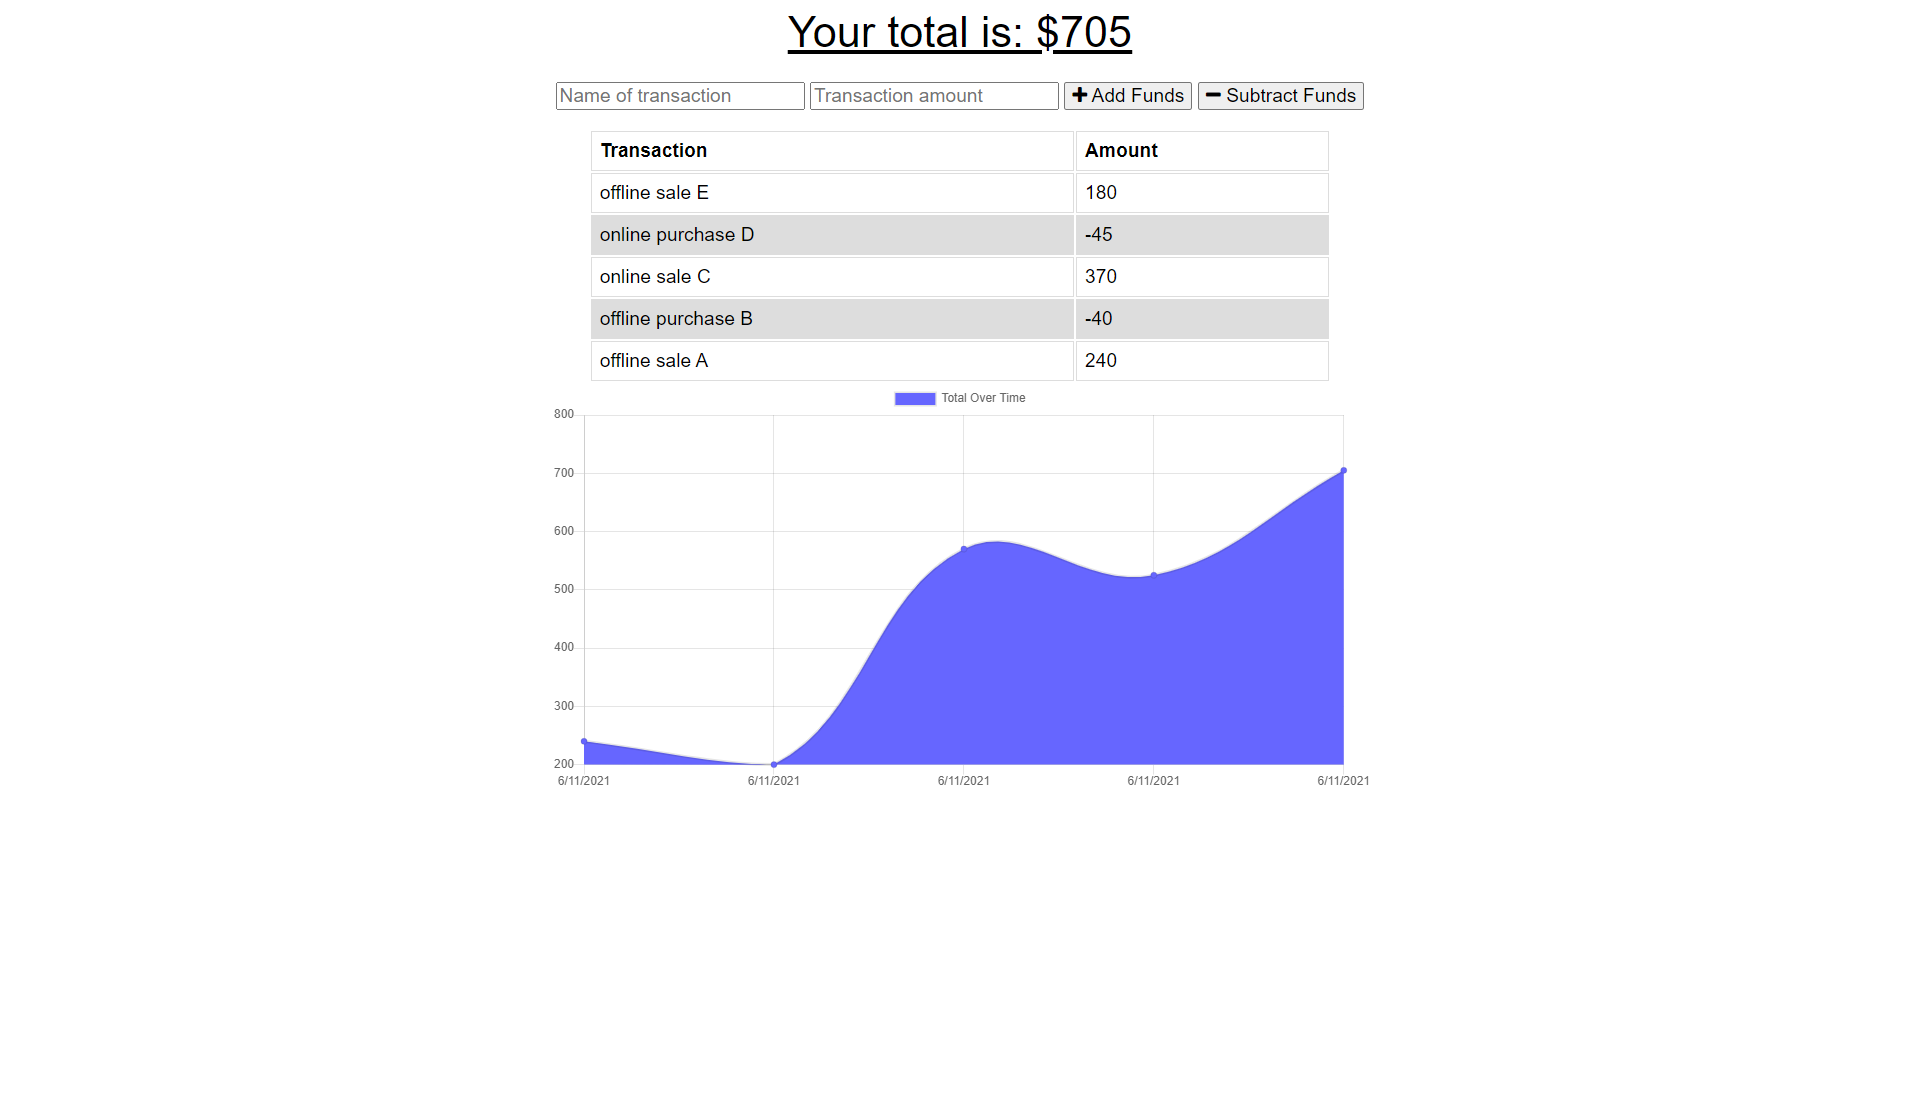 Your total is: $705
Name of transaction Transaction amount Add Funds Subtract Funds
Transaction Amount
offline sale E 180
online purchase D -45
online sale C 370
offline purchase B -40
offline sale A 240
Total Over Time
800
700
600
500
400
300
200
6/11/2021 6/11/2021 6/11/2021 6/11/2021 6/11/2021